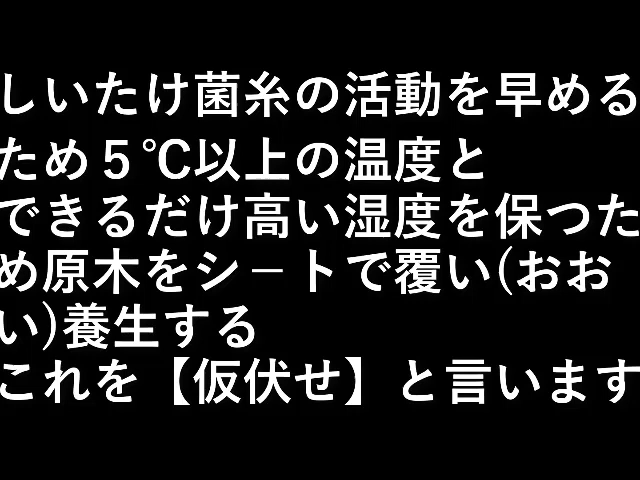 しいたけ菌糸の活動を早める
ため５℃以上の温度と
できるだけ高い湿度を保つた
め原木をシートで覆い(おお
い)養生する
これを【仮伏せ】と言います